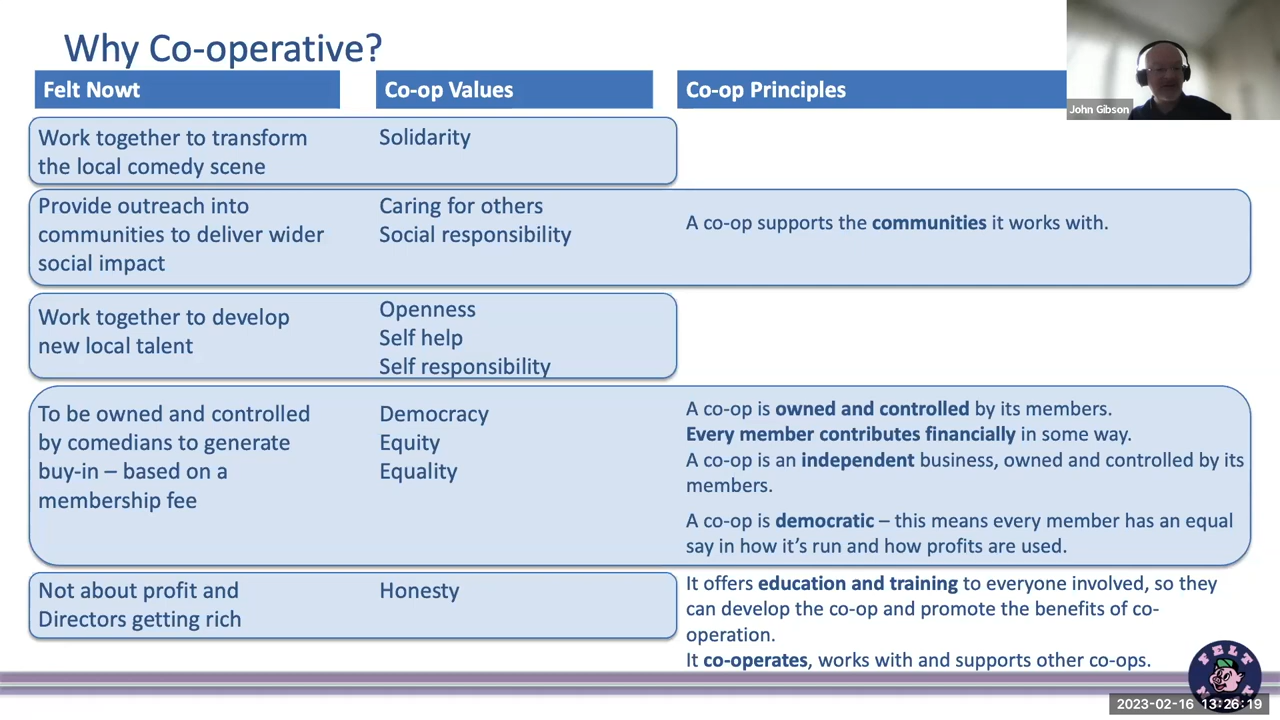 Why Co-operative?
John Gibson
Felt Nowt
Co-op Values
Co-op Principles
Work together to transform
the local comedy scene
Solidarity
Provide outreach into
communities to deliver wider
social impact
Caring for others
Social responsibility
A co-op supports the communities it works with.
Work together to develop
new local talent
Openness
Self help
Self responsibility
To be owned and controlled
by comedians to generate
buy-in – based on a
membership fee
Democracy
Equity
Equality
A co-op is owned and controlled by its members.
Every member contributes financially in some way.
A co-op is an independent business, owned and controlled by its
members.
A co-op is democratic – this means every member has an equal
say in how it's run and how profits are used.
Not about profit and
Directors getting rich
Honesty
It offers education and training to everyone involved, so they
can develop the co-op and promote the benefits of co-
operation.
It co-operates, works with and supports other co-ops.
FELT
2023-02-16 13:26:19